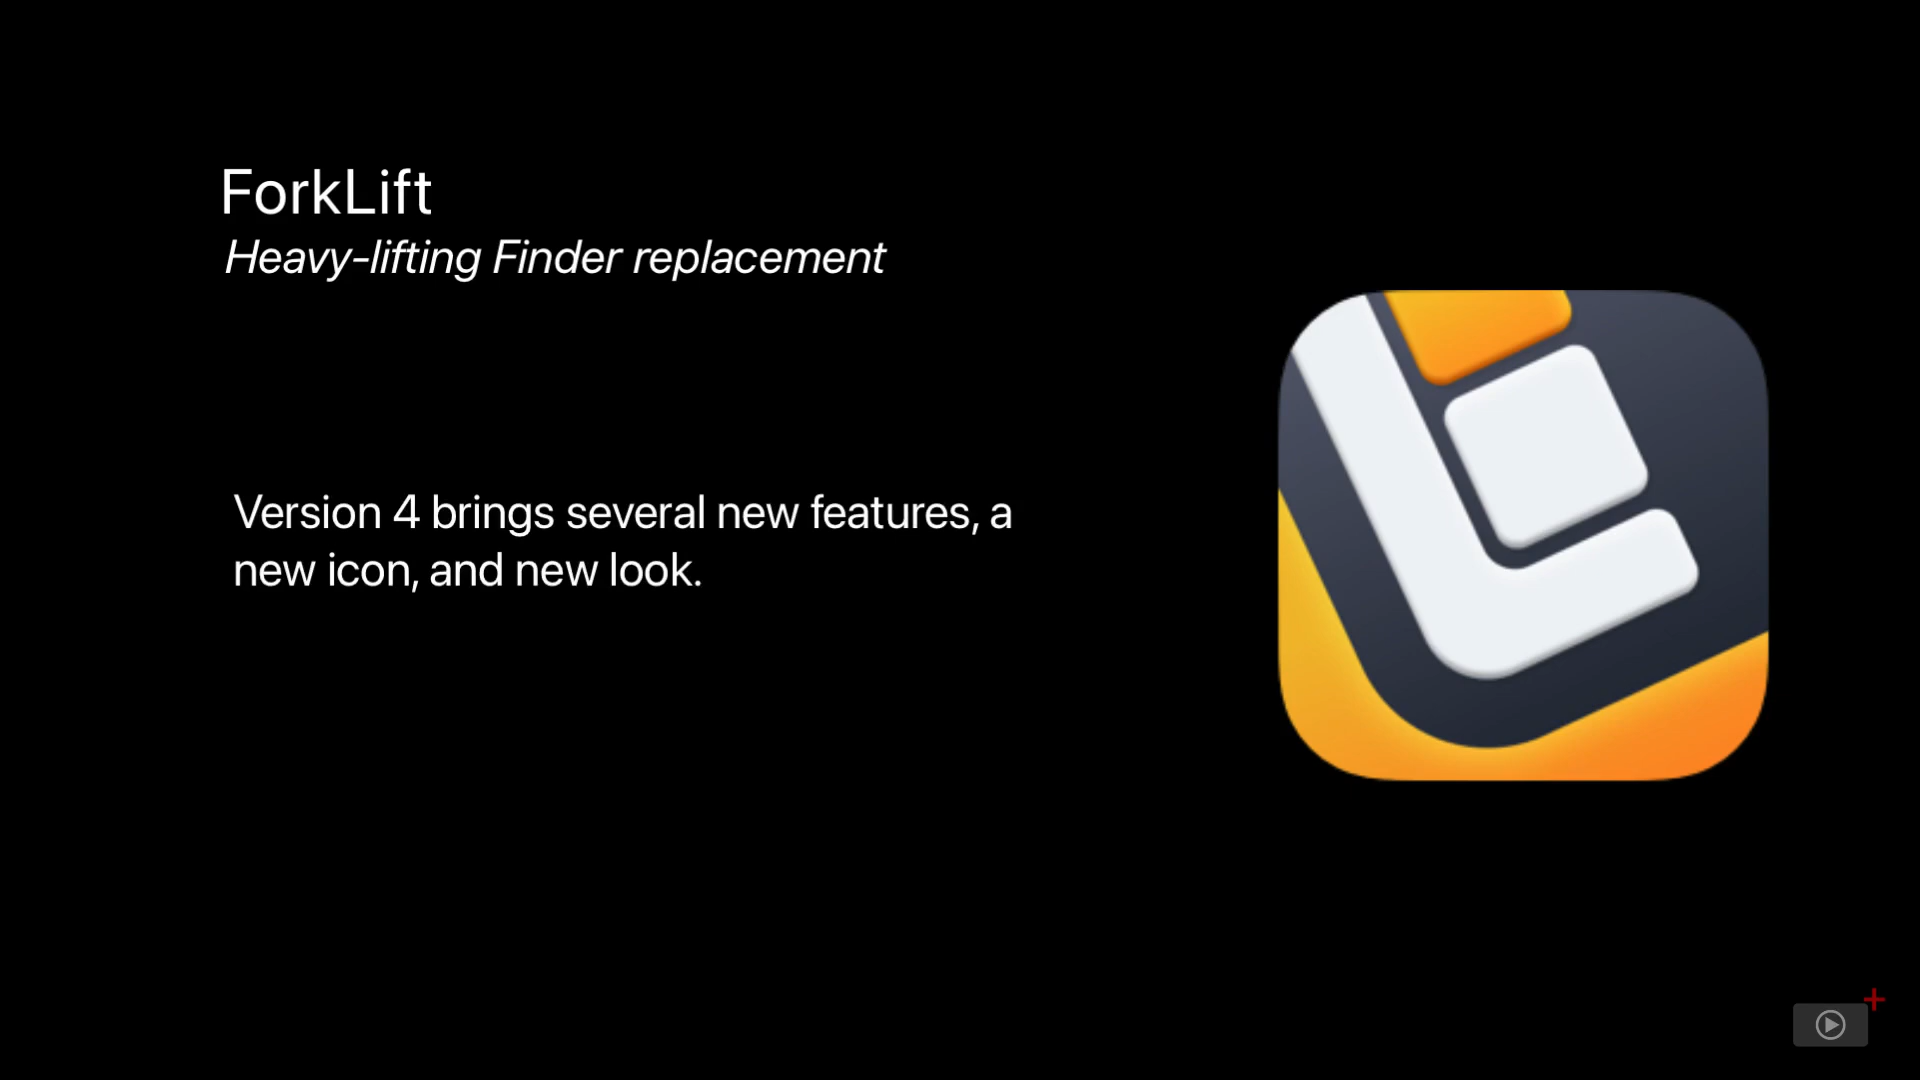 ForkLift
Heavy-lifting Finder replacement
Version 4 brings several new features, a
new icon, and new look.